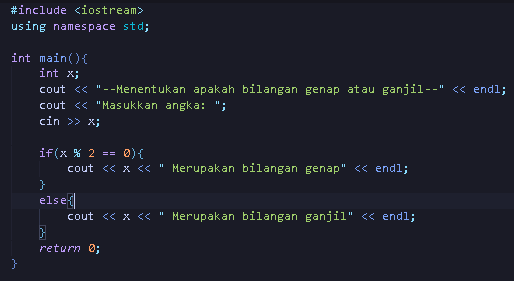 #include <iostream>
using namespace std;
int main(){
int x;
cout << "--Menentukan apakah bilangan genap atau ganjil--" << endl;
cout << "Masukkan angka: ";
cin >> x;
if(x % 2 == 0){
cout << x << " Merupakan bilangan genap" << endl;
}
else{
cout << x << " Merupakan bilangan ganjil" << endl;
}
return 0;
}